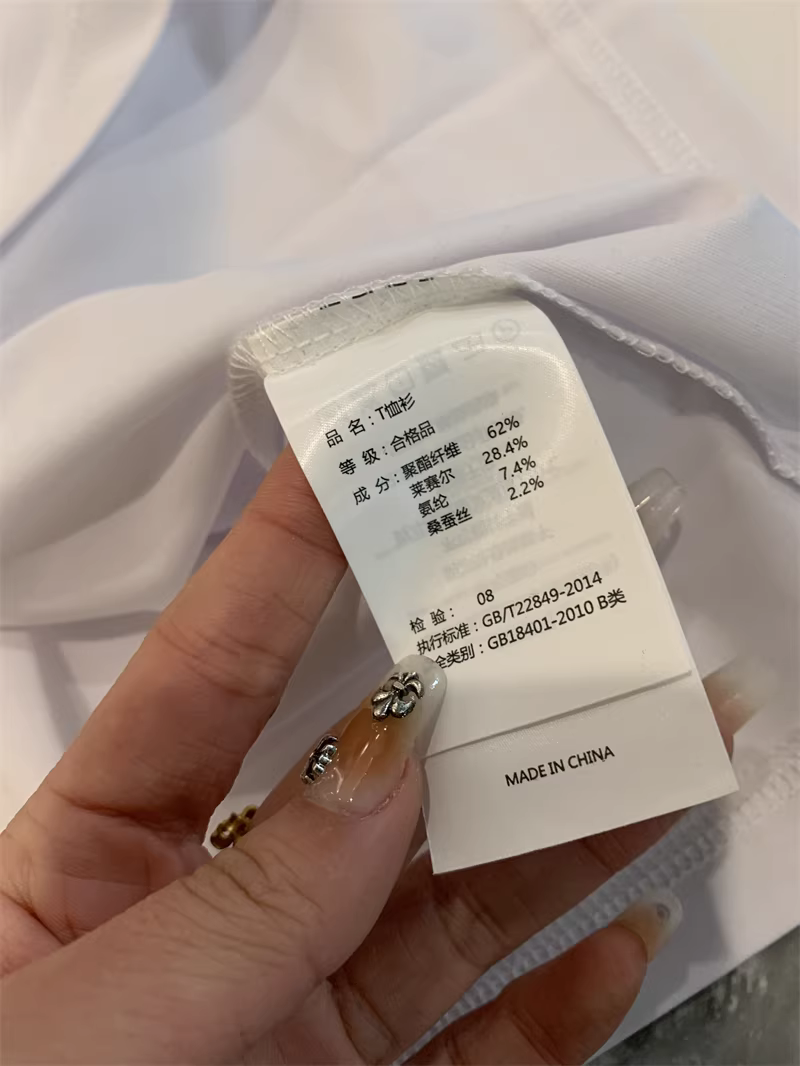 品 名：T恤衫
等 级：合格品
成 分：聚酯纤维 62%
莱赛尔 28.4%
氨纶 7.4%
桑蚕丝 2.2%
检 验： 08
执行标准：GB/T22849-2014
全类别：GB18401-2010 B类
MADE IN CHINA